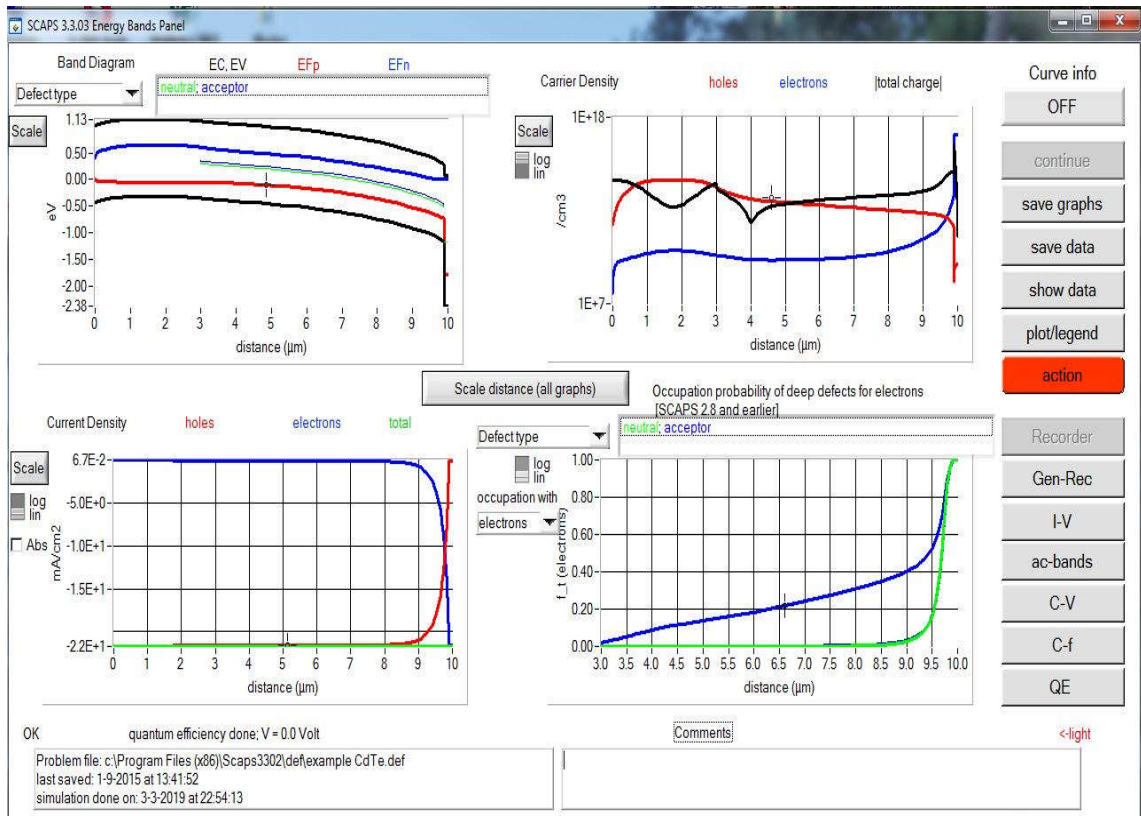 SCAPS 3.3.03 Energy Bands Panel
Band Diagram EC, EV EFp EFn
Defect type
neutral; acceptor
Scale
log
lin
1.13
0.50
0.00
-0.50
-1.00
-1.50
-2.00
-2.38
eV
0 1 2 3 4 5 6 7 8 9 10
distance (µm)
Carrier Density holes electrons |total charge|
Scale
log
lin
1E+18
/cm3
1E+7
0 1 2 3 4 5 6 7 8 9 10
distance (µm)
Curve info
OFF
continue
save graphs
save data
show data
plot/legend
action
Recorder
Gen-Rec
I-V
ac-bands
C-V
C-f
QE
Scale distance (all graphs)
Current Density holes electrons total
Scale
log
lin
Abs
6.7E-2
-5.0E+0
-1.0E+1
-1.5E+1
-2.2E+1
mA/cm2
0 1 2 3 4 5 6 7 8 9 10
distance (µm)
Occupation probability of deep defects for electrons
[SCAPS 2.8 and earlier]
Defect type
neutral; acceptor
log
lin
occupation with
electrons
1.00
0.80
0.60
0.40
0.20
0.00
f_t (electrons)
3.0 3.5 4.0 4.5 5.0 5.5 6.0 6.5 7.0 7.5 8.0 8.5 9.0 9.5 10.0
distance (µm)
OK quantum efficiency done; V = 0.0 Volt
Comments
<-light
Problem file: c:\Program Files (x86)\Scaps3302\def\example CdTe.def
last saved: 1-9-2015 at 13:41:52
simulation done on: 3-3-2019 at 22:54:13